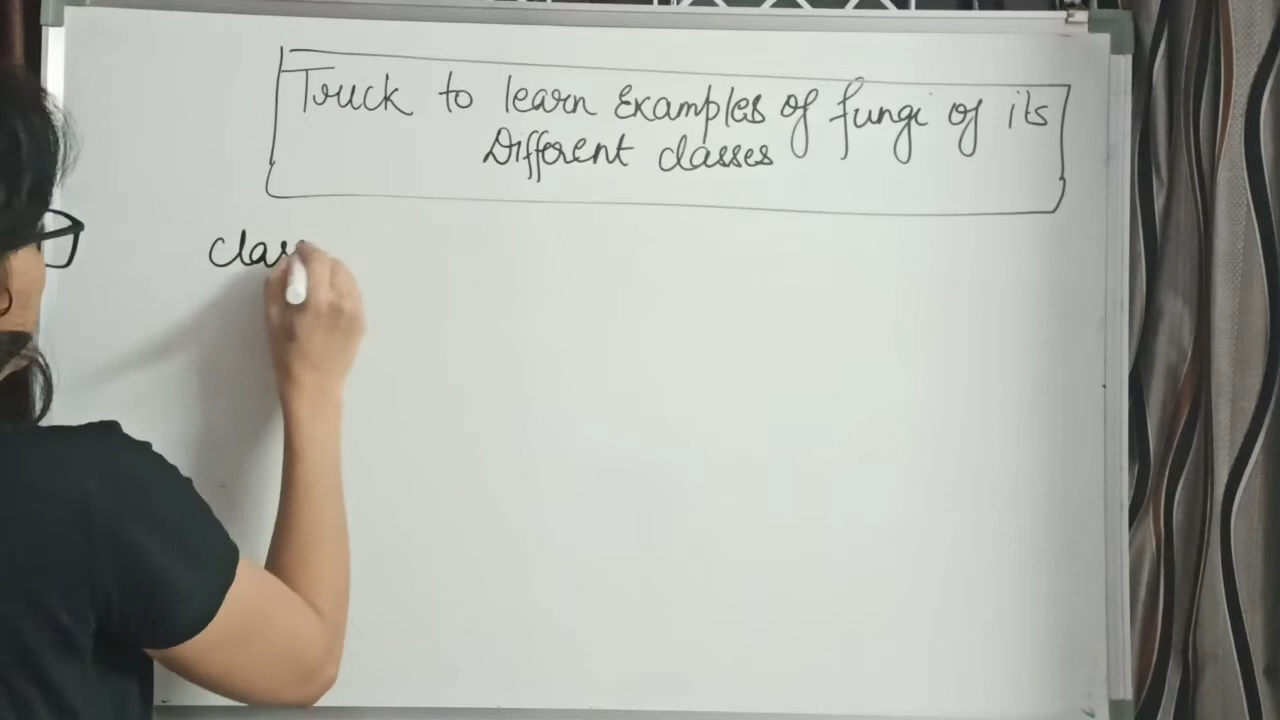 Truck to learn Examples of fungi of its
Different classes
Clas